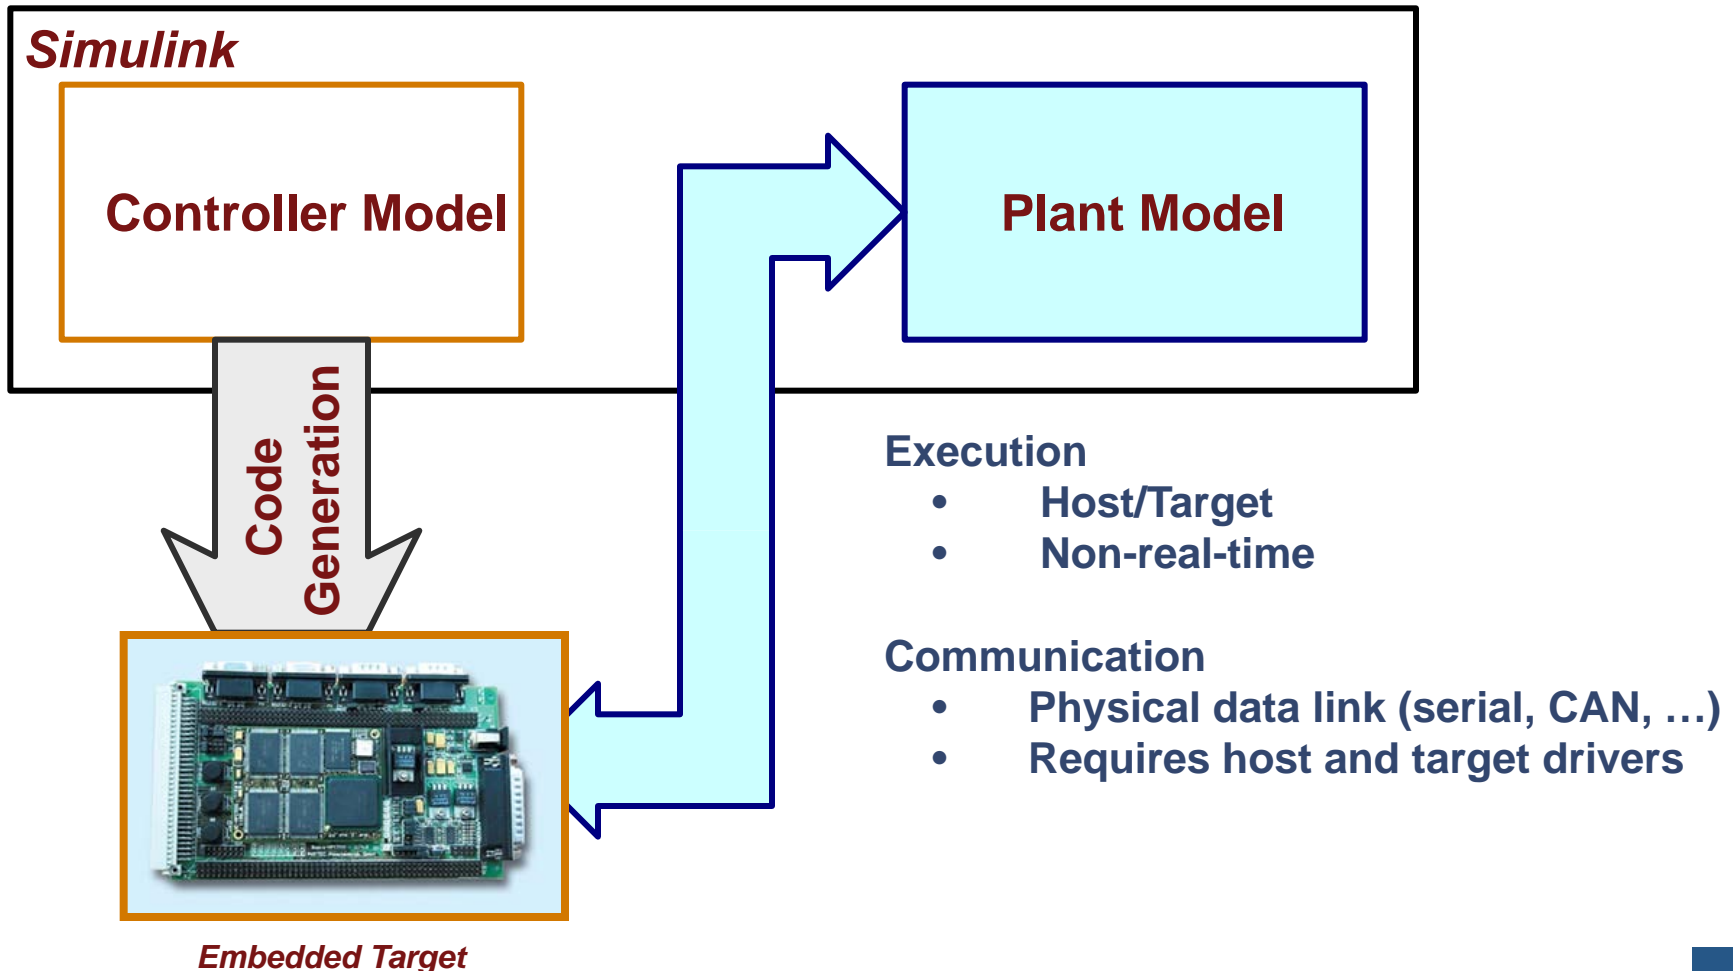 Simulink
Controller Model
Plant Model
Code
Generation
Execution
• Host/Target
• Non-real-time
Communication
• Physical data link (serial, CAN, …)
• Requires host and target drivers
Embedded Target